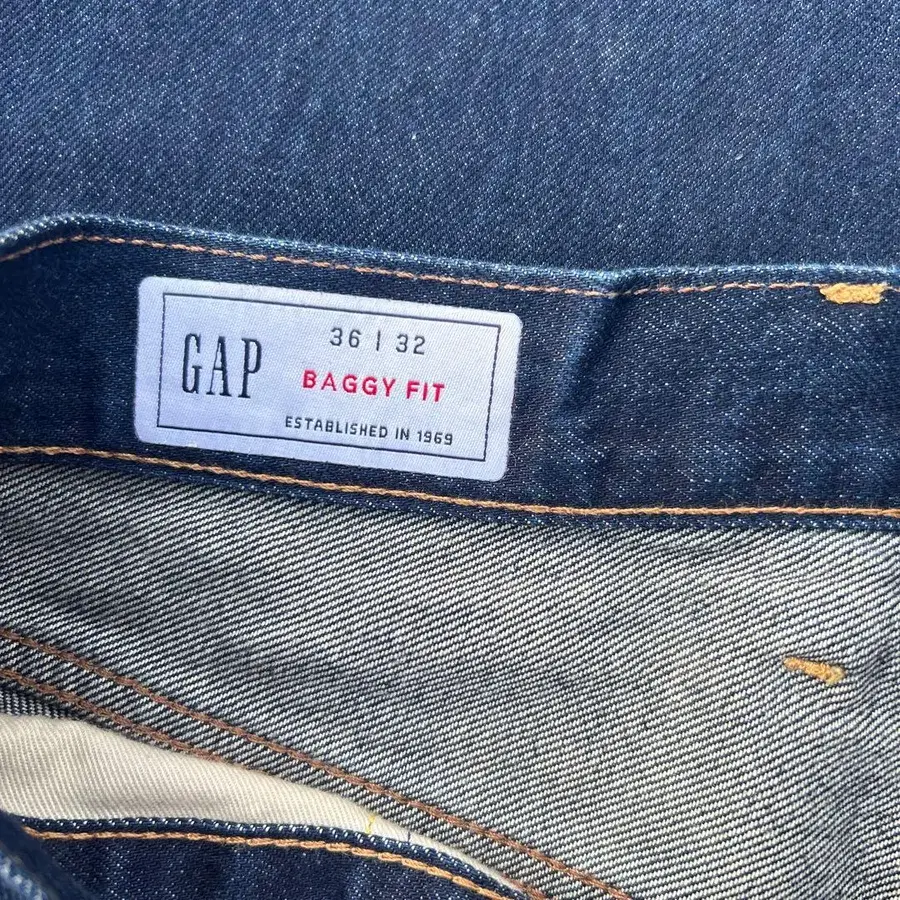 GAP
36 | 32
BAGGY FIT
ESTABLISHED IN 1969